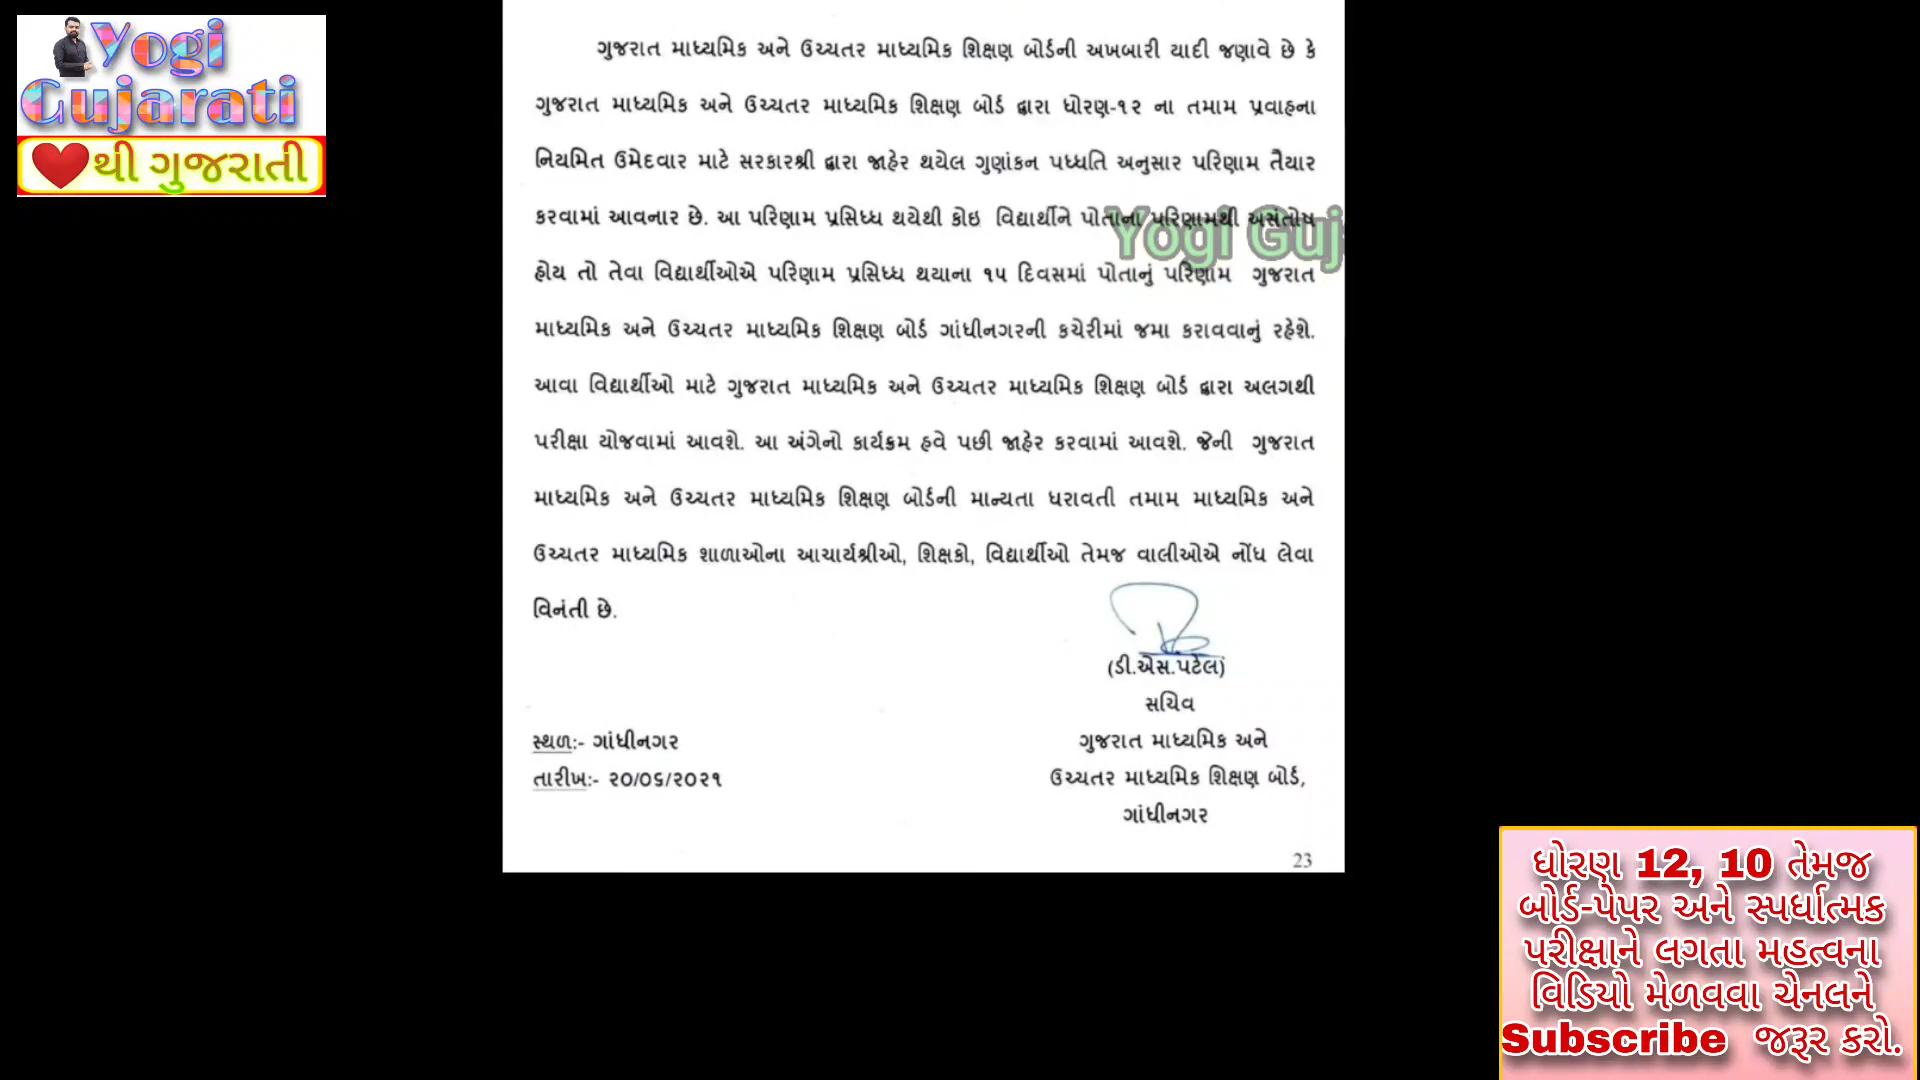 Yogi
Gujarati
થી ગુજરાતી
ગુજરાત માધ્યમિક અને ઉચ્ચતર માધ્યમિક શિક્ષણ બોર્ડની અખબારી યાદી જણાવે છે કે
ગુજરાત માધ્યમિક અને ઉચ્ચતર માધ્યમિક શિક્ષણ બોર્ડ દ્વારા ધોરણ-૧૨ ના તમામ પ્રવાહના
નિયમિત ઉમેદવાર માટે સરકારશ્રી દ્વારા જાહેર થયેલ ગુણાંકન પધ્ધતિ અનુસાર પરિણામ તૈયાર
કરવામાં આવનાર છે. આ પરિણામ પ્રસિધ્ધ થયેથી કોઇ વિદ્યાર્થીને પોતાના પરિણામથી અસંતોષ
Yogi Guj
હોય તો તેવા વિદ્યાર્થીઓએ પરિણામ પ્રસિધ્ધ થયાના ૧૫ દિવસમાં પોતાનું પરિણામ ગુજરાત
માધ્યમિક અને ઉચ્ચતર માધ્યમિક શિક્ષણ બોર્ડ ગાંધીનગરની કચેરીમાં જમા કરાવવાનું રહેશે.
આવા વિદ્યાર્થીઓ માટે ગુજરાત માધ્યમિક અને ઉચ્ચતર માધ્યમિક શિક્ષણ બોર્ડ દ્વારા અલગથી
પરીક્ષા યોજવામાં આવશે. આ અંગેનો કાર્યક્રમ હવે પછી જાહેર કરવામાં આવશે. જેની ગુજરાત
માધ્યમિક અને ઉચ્ચતર માધ્યમિક શિક્ષણ બોર્ડની માન્યતા ધરાવતી તમામ માધ્યમિક અને
ઉચ્ચતર માધ્યમિક શાળાઓના આચાર્યશ્રીઓ, શિક્ષકો, વિદ્યાર્થીઓ તેમજ વાલીઓએ નોંધ લેવા
વિનંતી છે.
(ડી.એસ.પટેલ)
સચિવ
ગુજરાત માધ્યમિક અને
ઉચ્ચતર માધ્યમિક શિક્ષણ બોર્ડ,
ગાંધીનગર
સ્થળ:- ગાંધીનગર
તારીખ:- ૨૦/૦૬/૨૦૨૧
23
ધોરણ 12, 10 તેમજ
બોર્ડ-પેપર અને સ્પર્ધાત્મક
પરીક્ષાને લગતા મહત્વના
વિડિયો મેળવવા ચેનલને
Subscribe જરૂર કરો.